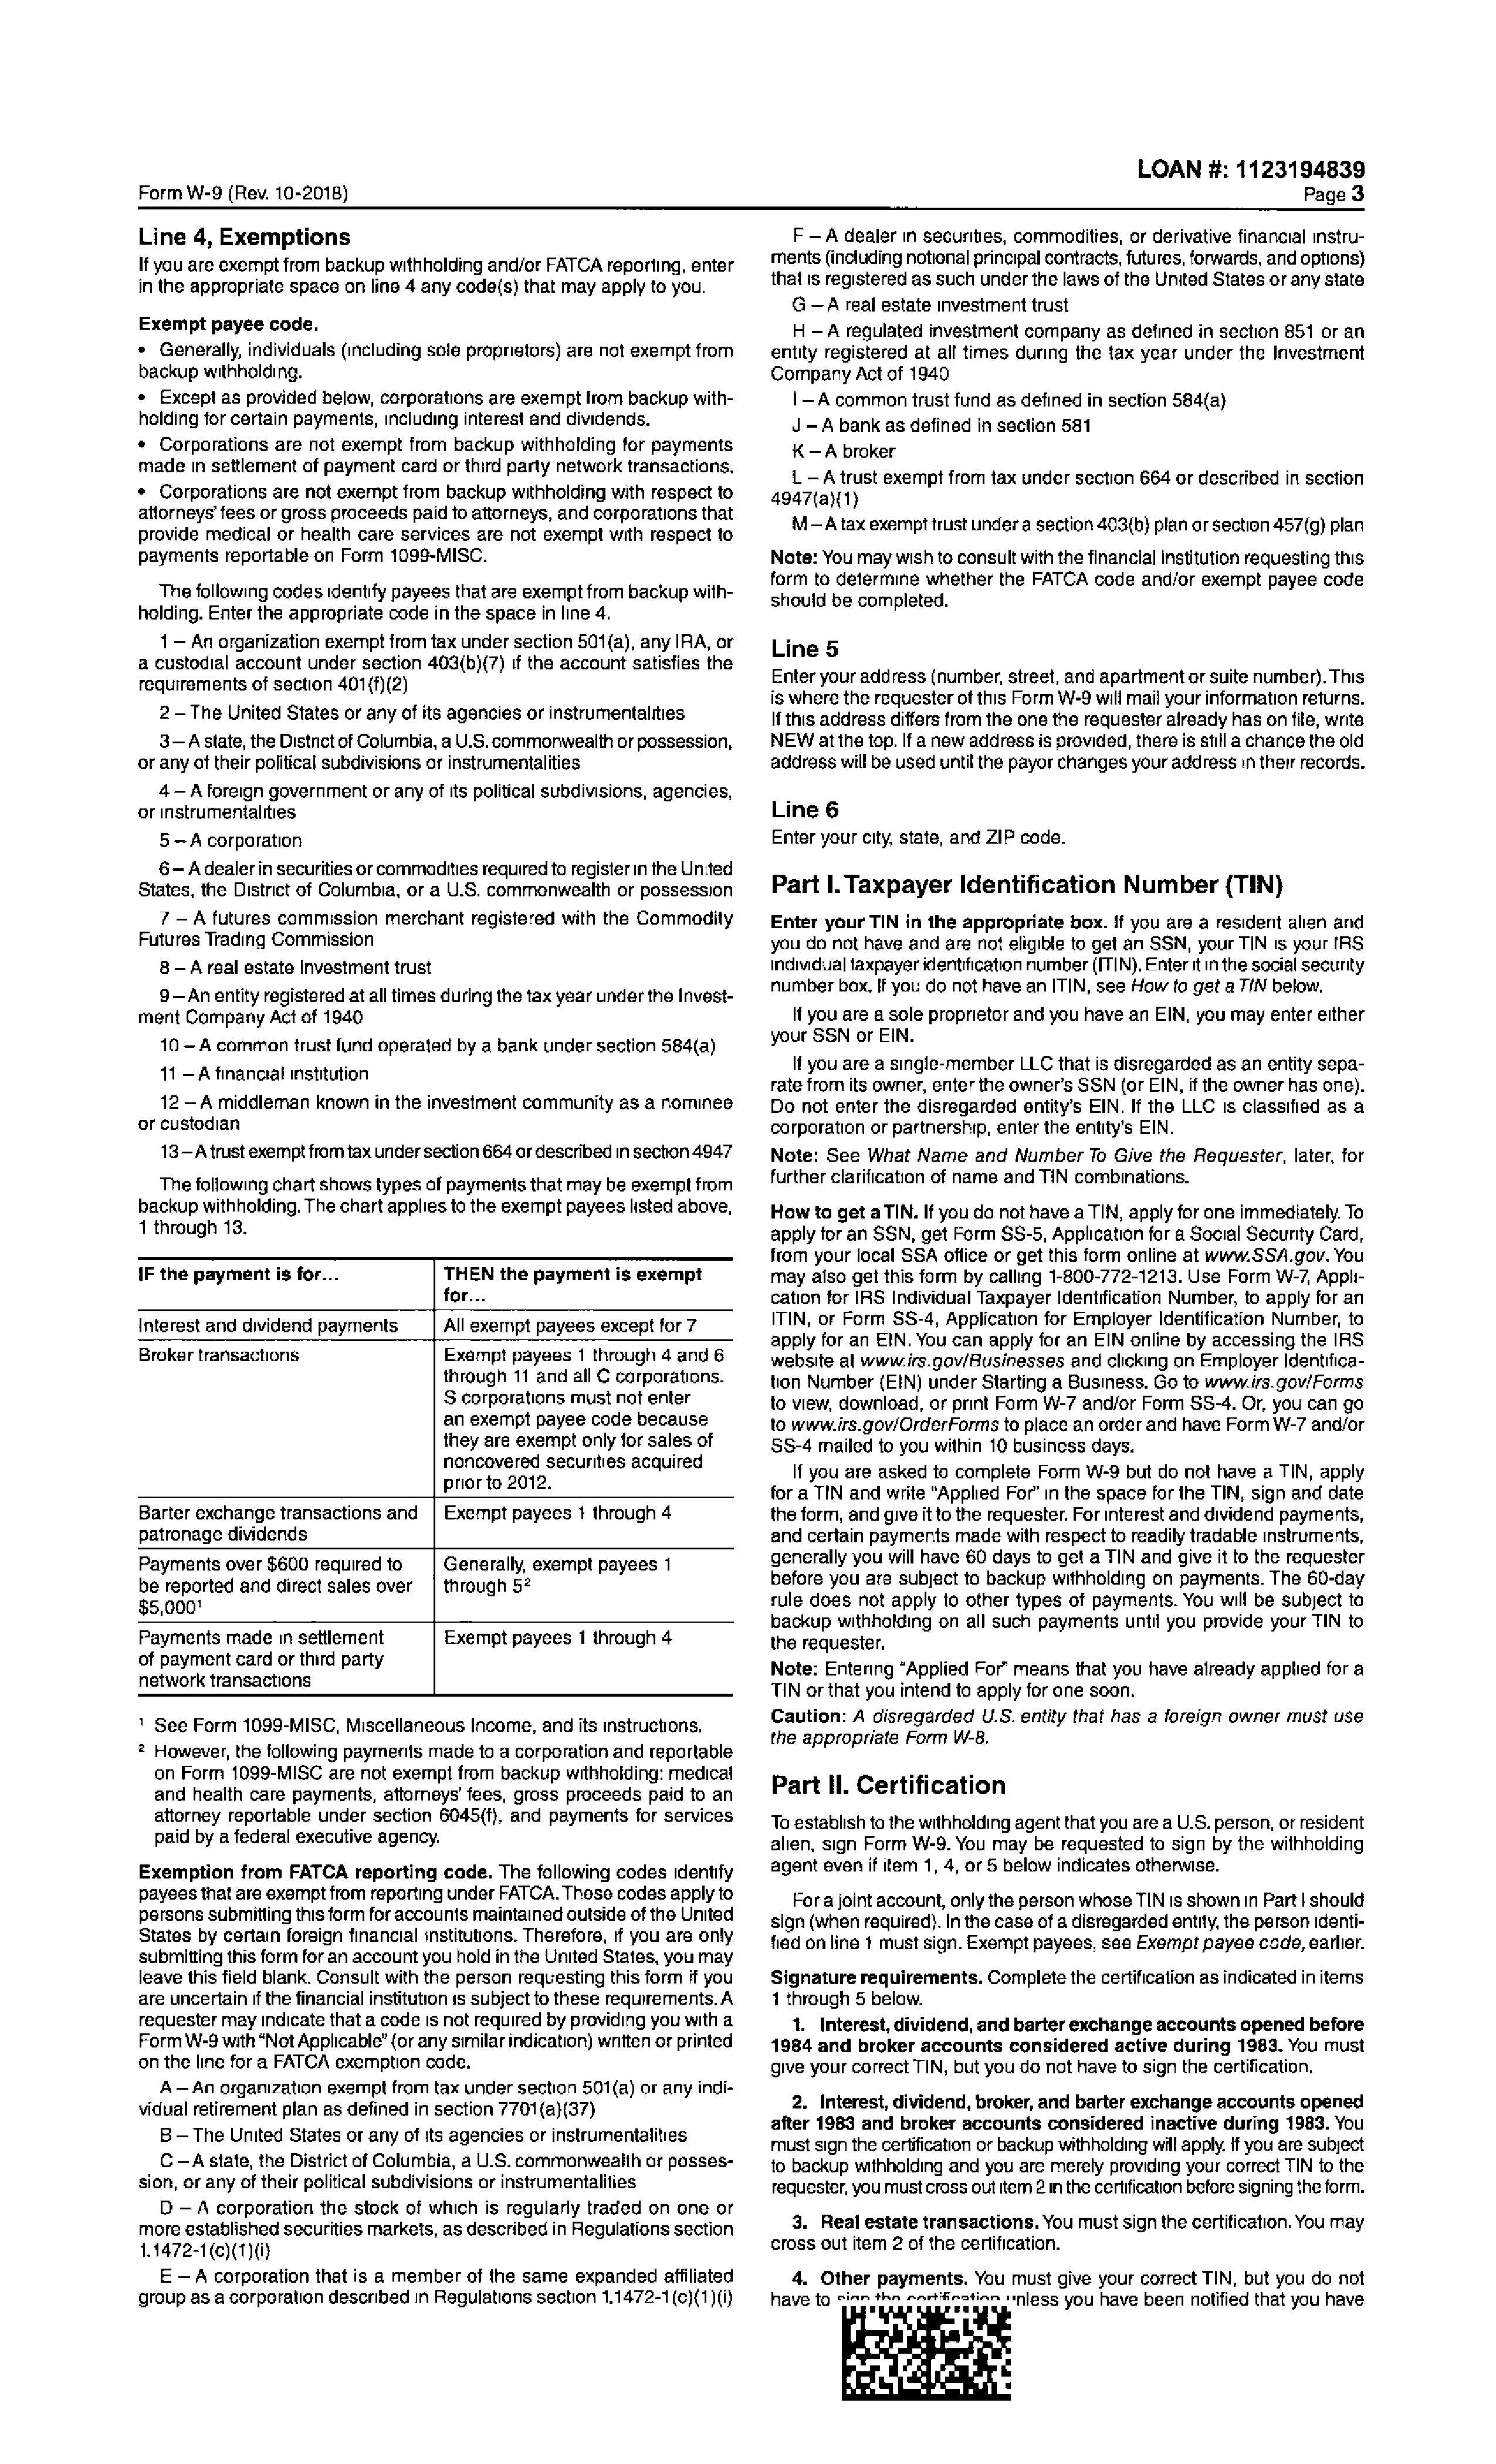 LOAN #: 1123194839
Form W-9 (Rev. 10-2018)
Page 3
Line 4, Exemptions
If you are exempt from backup withholding and/or FATCA reporting, enter
in the appropriate space on line 4 any code(s) that may apply to you.
Exempt payee code.
• Generally, individuals (including sole proprietors) are not exempt from
backup withholding.
• Except as provided below, corporations are exempt from backup with-
holding for certain payments, including interest and dividends.
• Corporations are not exempt from backup withholding for payments
made in settlement of payment card or third party network transactions.
• Corporations are not exempt from backup withholding with respect to
attorneys' fees or gross proceeds paid to attorneys, and corporations that
provide medical or health care services are not exempt with respect to
payments reportable on Form 1099-MISC.
The following codes identify payees that are exempt from backup with-
holding. Enter the appropriate code in the space in line 4.
1 – An organization exempt from tax under section 501(a), any IRA, or
a custodial account under section 403(b)(7) if the account satisfies the
requirements of section 401(f)(2)
2 – The United States or any of its agencies or instrumentalities
3 – A state, the District of Columbia, a U.S. commonwealth or possession,
or any of their political subdivisions or instrumentalities
4 – A foreign government or any of its political subdivisions, agencies,
or instrumentalities
5 – A corporation
6 – A dealer in securities or commodities required to register in the United
States, the District of Columbia, or a U.S. commonwealth or possession
7 – A futures commission merchant registered with the Commodity
Futures Trading Commission
8 – A real estate investment trust
9 – An entity registered at all times during the tax year under the Invest-
ment Company Act of 1940
10 – A common trust fund operated by a bank under section 584(a)
11 – A financial institution
12 – A middleman known in the investment community as a nominee
or custodian
13 – A trust exempt from tax under section 664 or described in section 4947
The following chart shows types of payments that may be exempt from
backup withholding. The chart applies to the exempt payees listed above,
1 through 13.
IF the payment is for...
THEN the payment is exempt
for...
Interest and dividend payments
All exempt payees except for 7
Broker transactions
Exempt payees 1 through 4 and 6
through 11 and all C corporations.
S corporations must not enter
an exempt payee code because
they are exempt only for sales of
noncovered securities acquired
prior to 2012.
Barter exchange transactions and
patronage dividends
Exempt payees 1 through 4
Payments over $600 required to
be reported and direct sales over
$5,000¹
Generally, exempt payees 1
through 5²
Payments made in settlement
of payment card or third party
network transactions
Exempt payees 1 through 4
¹ See Form 1099-MISC, Miscellaneous Income, and its instructions.
² However, the following payments made to a corporation and reportable
on Form 1099-MISC are not exempt from backup withholding: medical
and health care payments, attorneys' fees, gross proceeds paid to an
attorney reportable under section 6045(f), and payments for services
paid by a federal executive agency.
Exemption from FATCA reporting code. The following codes identify
payees that are exempt from reporting under FATCA. These codes apply to
persons submitting this form for accounts maintained outside of the United
States by certain foreign financial institutions. Therefore, if you are only
submitting this form for an account you hold in the United States, you may
leave this field blank. Consult with the person requesting this form if you
are uncertain if the financial institution is subject to these requirements. A
requester may indicate that a code is not required by providing you with a
Form W-9 with "Not Applicable" (or any similar indication) written or printed
on the line for a FATCA exemption code.
A – An organization exempt from tax under section 501(a) or any indi-
vidual retirement plan as defined in section 7701(a)(37)
B – The United States or any of its agencies or instrumentalities
C – A state, the District of Columbia, a U.S. commonwealth or posses-
sion, or any of their political subdivisions or instrumentalities
D – A corporation the stock of which is regularly traded on one or
more established securities markets, as described in Regulations section
1.1472-1(c)(1)(i)
E – A corporation that is a member of the same expanded affiliated
group as a corporation described in Regulations section 1.1472-1(c)(1)(i)
F – A dealer in securities, commodities, or derivative financial instru-
ments (including notional principal contracts, futures, forwards, and options)
that is registered as such under the laws of the United States or any state
G – A real estate investment trust
H – A regulated investment company as defined in section 851 or an
entity registered at all times during the tax year under the Investment
Company Act of 1940
I – A common trust fund as defined in section 584(a)
J – A bank as defined in section 581
K – A broker
L – A trust exempt from tax under section 664 or described in section
4947(a)(1)
M – A tax exempt trust under a section 403(b) plan or section 457(g) plan
Note: You may wish to consult with the financial institution requesting this
form to determine whether the FATCA code and/or exempt payee code
should be completed.
Line 5
Enter your address (number, street, and apartment or suite number). This
is where the requester of this Form W-9 will mail your information returns.
If this address differs from the one the requester already has on file, write
NEW at the top. If a new address is provided, there is still a chance the old
address will be used until the payor changes your address in their records.
Line 6
Enter your city, state, and ZIP code.
Part I. Taxpayer Identification Number (TIN)
Enter your TIN in the appropriate box. If you are a resident alien and
you do not have and are not eligible to get an SSN, your TIN is your IRS
individual taxpayer identification number (ITIN). Enter it in the social security
number box. If you do not have an ITIN, see How to get a TIN below.
If you are a sole proprietor and you have an EIN, you may enter either
your SSN or EIN.
If you are a single-member LLC that is disregarded as an entity sepa-
rate from its owner, enter the owner's SSN (or EIN, if the owner has one).
Do not enter the disregarded entity's EIN. If the LLC is classified as a
corporation or partnership, enter the entity's EIN.
Note: See What Name and Number To Give the Requester, later, for
further clarification of name and TIN combinations.
How to get a TIN. If you do not have a TIN, apply for one immediately. To
apply for an SSN, get Form SS-5, Application for a Social Security Card,
from your local SSA office or get this form online at www.SSA.gov. You
may also get this form by calling 1-800-772-1213. Use Form W-7, Appli-
cation for IRS Individual Taxpayer Identification Number, to apply for an
ITIN, or Form SS-4, Application for Employer Identification Number, to
apply for an EIN. You can apply for an EIN online by accessing the IRS
website at www.irs.gov/Businesses and clicking on Employer Identifica-
tion Number (EIN) under Starting a Business. Go to www.irs.gov/Forms
to view, download, or print Form W-7 and/or Form SS-4. Or, you can go
to www.irs.gov/OrderForms to place an order and have Form W-7 and/or
SS-4 mailed to you within 10 business days.
If you are asked to complete Form W-9 but do not have a TIN, apply
for a TIN and write "Applied For" in the space for the TIN, sign and date
the form, and give it to the requester. For interest and dividend payments,
and certain payments made with respect to readily tradable instruments,
generally you will have 60 days to get a TIN and give it to the requester
before you are subject to backup withholding on payments. The 60-day
rule does not apply to other types of payments. You will be subject to
backup withholding on all such payments until you provide your TIN to
the requester.
Note: Entering "Applied For" means that you have already applied for a
TIN or that you intend to apply for one soon.
Caution: A disregarded U.S. entity that has a foreign owner must use
the appropriate Form W-8.
Part II. Certification
To establish to the withholding agent that you are a U.S. person, or resident
alien, sign Form W-9. You may be requested to sign by the withholding
agent even if item 1, 4, or 5 below indicates otherwise.
For a joint account, only the person whose TIN is shown in Part I should
sign (when required). In the case of a disregarded entity, the person identi-
fied on line 1 must sign. Exempt payees, see Exempt payee code, earlier.
Signature requirements. Complete the certification as indicated in items
1 through 5 below.
1. Interest, dividend, and barter exchange accounts opened before
1984 and broker accounts considered active during 1983. You must
give your correct TIN, but you do not have to sign the certification.
2. Interest, dividend, broker, and barter exchange accounts opened
after 1983 and broker accounts considered inactive during 1983. You
must sign the certification or backup withholding will apply. If you are subject
to backup withholding and you are merely providing your correct TIN to the
requester, you must cross out item 2 in the certification before signing the form.
3. Real estate transactions. You must sign the certification. You may
cross out item 2 of the certification.
4. Other payments. You must give your correct TIN, but you do not
have to sign the certification unless you have been notified that you have